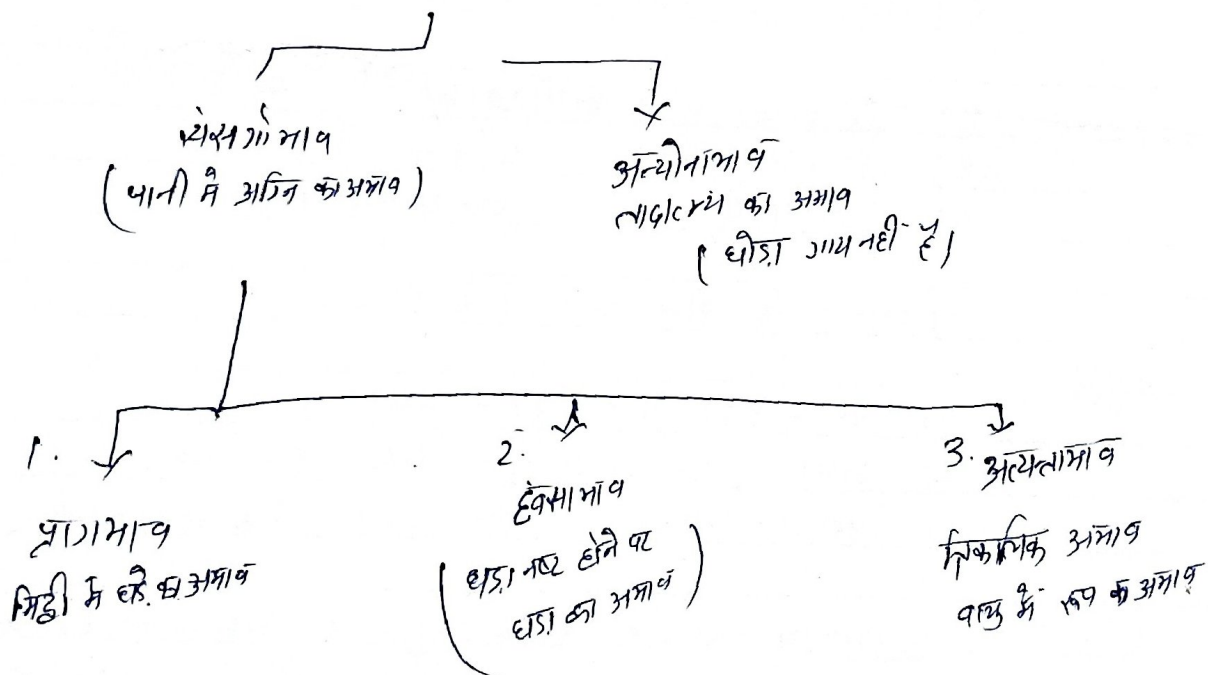 संसर्गाभाव
(पानी में अग्नि का अभाव)
अन्योनाभाव
तादात्म्य का अभाव
(घोड़ा गाय नहीं है)
1.
प्रागभाव
मिट्टी में घड़े का अभाव
2.
ध्वंसाभाव
(घड़ा नष्ट होने पर
घड़ा का अभाव)
3. अत्यन्ताभाव
त्रिकालिक अभाव
वायु में रूप का अभाव